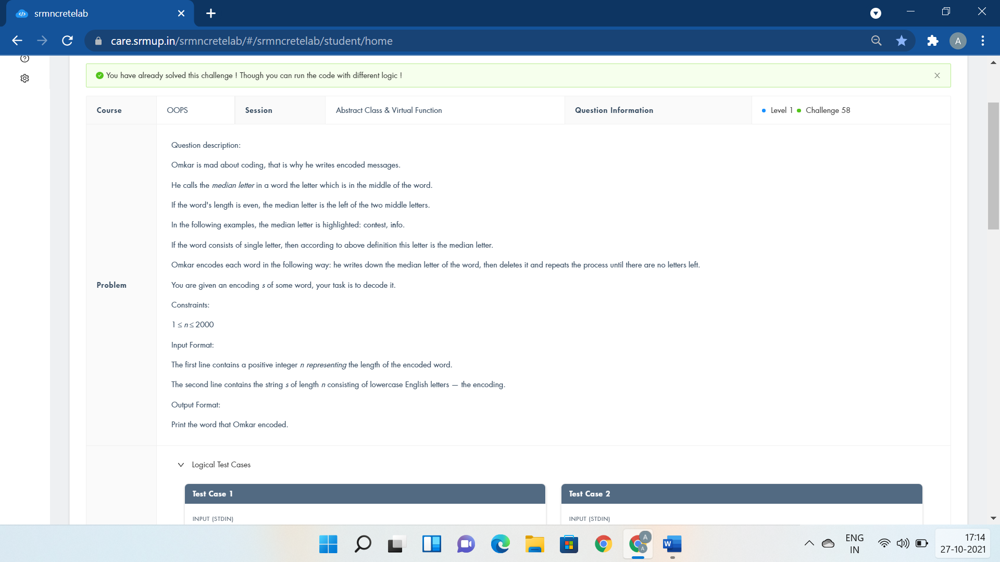 srmncretelab
care.srmup.in/srmncretelab/#/srmncretelab/student/home
A
You have already solved this challenge ! Though you can run the code with different logic !
Course
OOPS
Session
Abstract Class & Virtual Function
Question Information
Level 1
Challenge 58
Problem
Question description:
Omkar is mad about coding, that is why he writes encoded messages.
He calls the median letter in a word the letter which is in the middle of the word.
If the word's length is even, the median letter is the left of the two middle letters.
In the following examples, the median letter is highlighted: contest, info.
If the word consists of single letter, then according to above definition this letter is the median letter.
Omkar encodes each word in the following way: he writes down the median letter of the word, then deletes it and repeats the process until there are no letters left.
You are given an encoding s of some word, your task is to decode it.
Constraints:
1 ≤ n ≤ 2000
Input Format:
The first line contains a positive integer n representing the length of the encoded word.
The second line contains the string s of length n consisting of lowercase English letters — the encoding.
Output Format:
Print the word that Omkar encoded.
Logical Test Cases
Test Case 1
Test Case 2
INPUT (STDIN)
INPUT (STDIN)
A
A
W
ENG
IN
17:14
27-10-2021